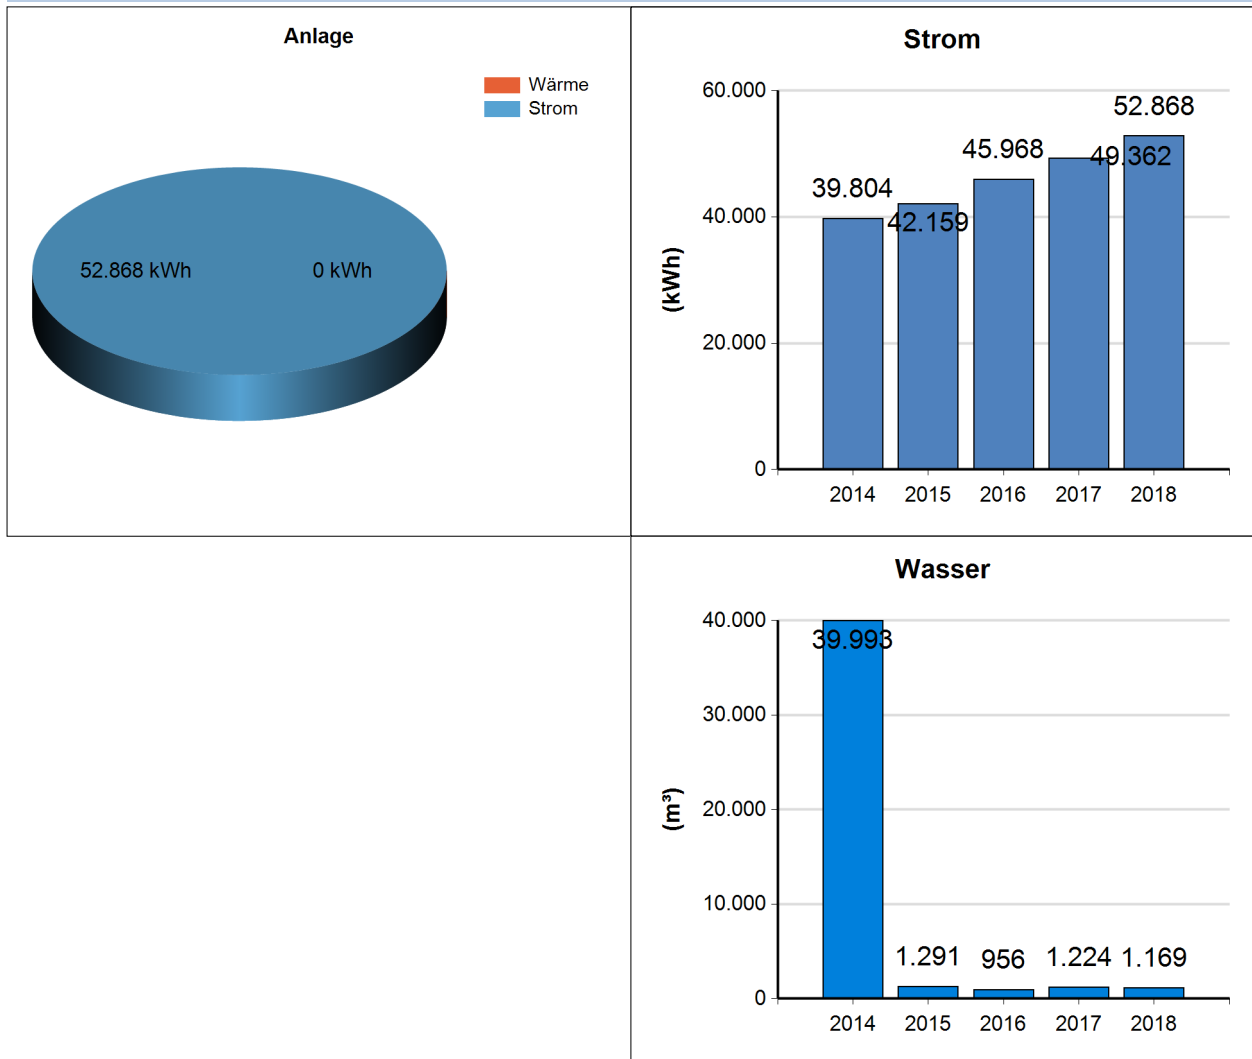 Anlage
Wärme
Strom
52.868 kWh
0 kWh
Strom
60.000
40.000
20.000
0
(kWh)
39.804
42.159
45.968
49.362
52.868
2014 2015 2016 2017 2018
Wasser
40.000
30.000
20.000
10.000
0
(m³)
39.993
1.291
956
1.224
1.169
2014 2015 2016 2017 2018